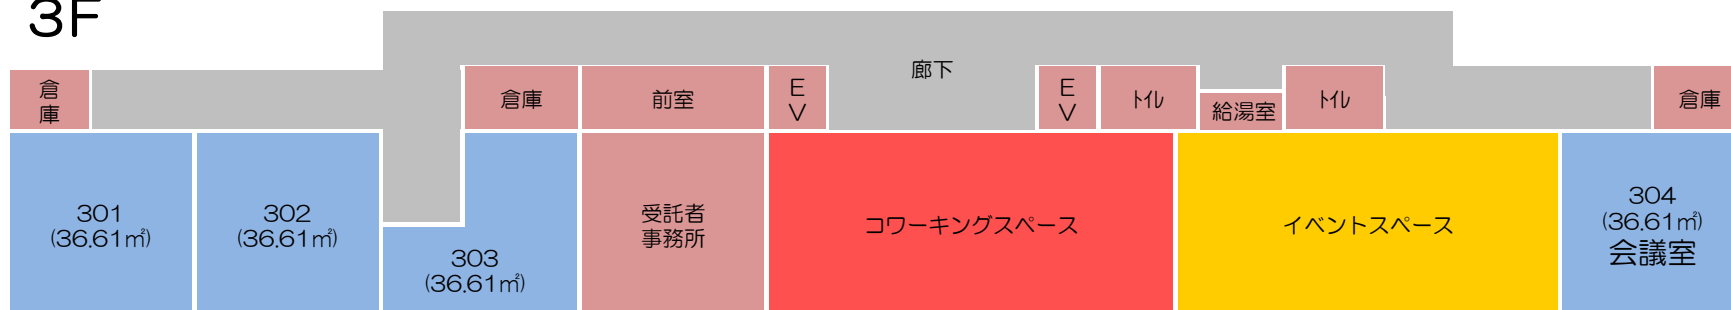 3F
倉
庫
倉庫
前室
E
V
廊下
E
V
ﾄｲﾚ
給湯室
ﾄｲﾚ
倉庫
301
(36.61㎡)
302
(36.61㎡)
303
(36.61㎡)
受託者
事務所
コワーキングスペース
イベントスペース
304
(36.61㎡)
会議室